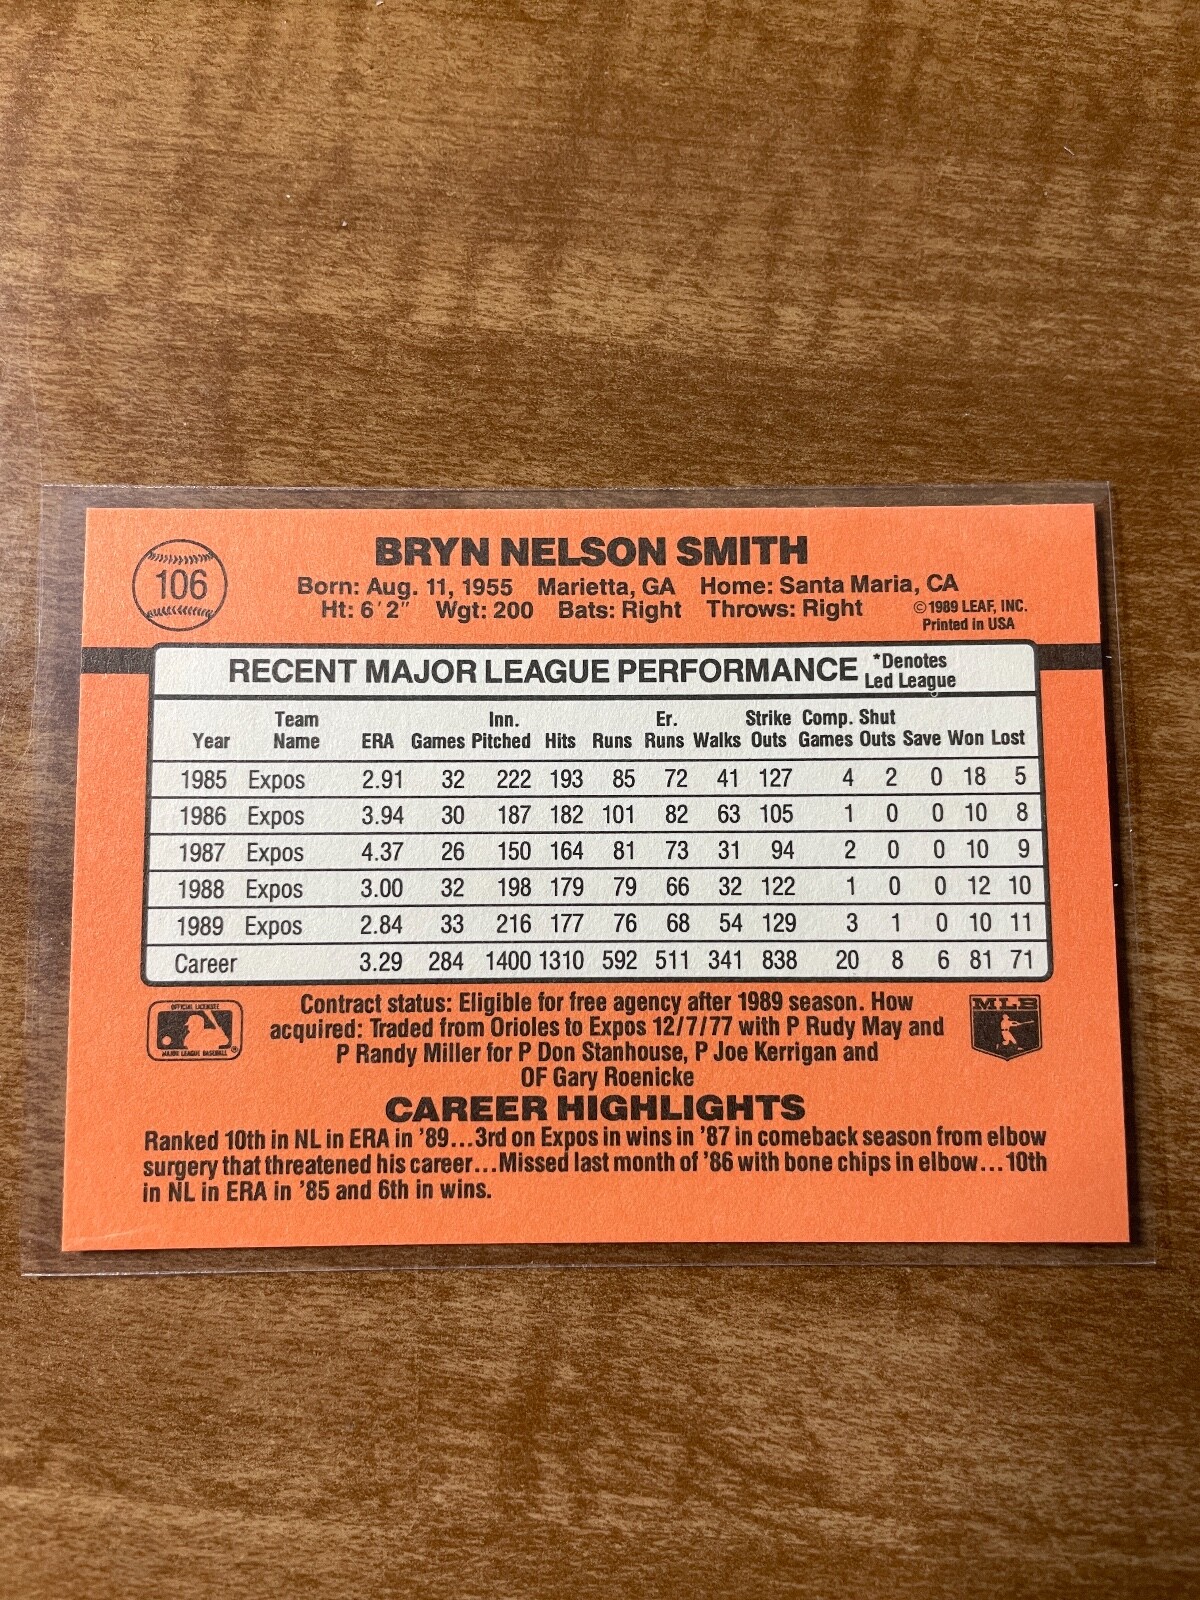 106
BRYN NELSON SMITH
Born: Aug. 11, 1955 Marietta, GA Home: Santa Maria, CA
Ht: 6'2" Wgt: 200 Bats: Right Throws: Right
©1989 LEAF, INC.
Printed in USA
RECENT MAJOR LEAGUE PERFORMANCE *Denotes
Led League
Team Inn. Er. Strike Comp. Shut
Year Name ERA Games Pitched Hits Runs Runs Walks Outs Games Outs Save Won Lost
1985 Expos 2.91 32 222 193 85 72 41 127 4 2 0 18 5
1986 Expos 3.94 30 187 182 101 82 63 105 1 0 0 10 8
1987 Expos 4.37 26 150 164 81 73 31 94 2 0 0 10 9
1988 Expos 3.00 32 198 179 79 66 32 122 1 0 0 12 10
1989 Expos 2.84 33 216 177 76 68 54 129 3 1 0 10 11
Career 3.29 284 1400 1310 592 511 341 838 20 8 6 81 71
OFFICIAL LICENSEE
MAJOR LEAGUE BASEBALL ®
Contract status: Eligible for free agency after 1989 season. How
acquired: Traded from Orioles to Expos 12/7/77 with P Rudy May and
P Randy Miller for P Don Stanhouse, P Joe Kerrigan and
OF Gary Roenicke
MLB
CAREER HIGHLIGHTS
Ranked 10th in NL in ERA in '89...3rd on Expos in wins in '87 in comeback season from elbow
surgery that threatened his career...Missed last month of '86 with bone chips in elbow...10th
in NL in ERA in '85 and 6th in wins.